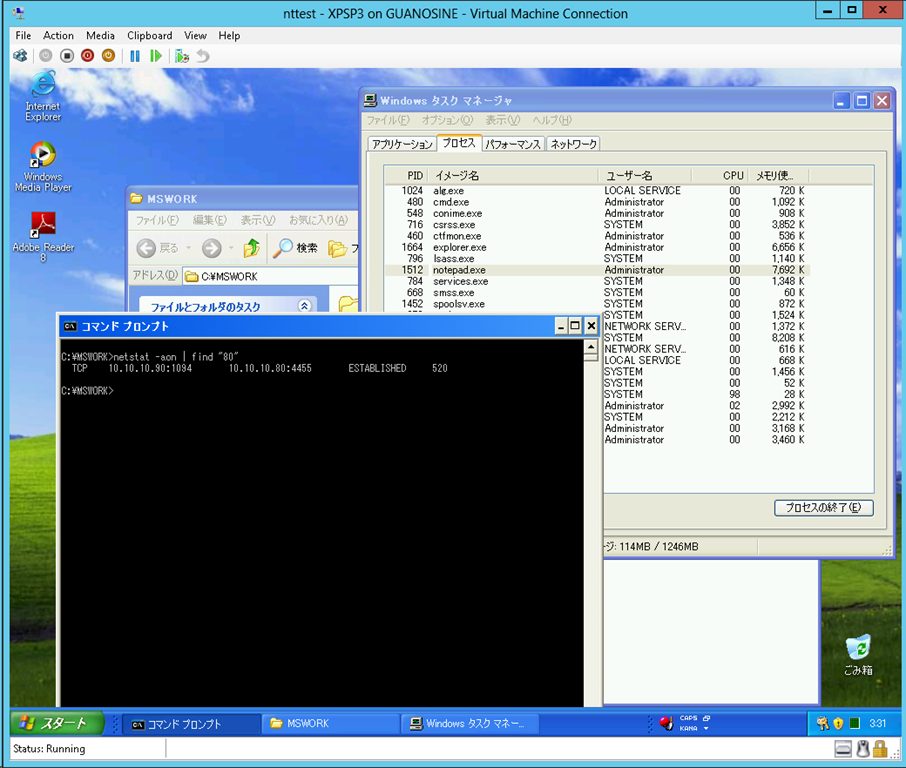 nttest - XPSP3 on GUANOSINE - Virtual Machine Connection
File Action Media Clipboard View Help
Internet
Explorer
Windows
Media Player
Adobe Reader
8
MSWORK
ファイル(F) 編集(E) 表示(V) お気に入り(A)
戻る 検索 フ
アドレス(D) C:¥MSWORK
ファイルとフォルダのタスク
Windows タスク マネージャ
ファイル(F) オプション(O) 表示(V) ヘルプ(H)
アプリケーション プロセス パフォーマンス ネットワーク
PID イメージ名 ユーザー名 CPU メモリ使...
1024 alg.exe LOCAL SERVICE 00 720 K
480 cmd.exe Administrator 00 1,092 K
548 conime.exe Administrator 00 908 K
716 csrss.exe SYSTEM 00 3,852 K
460 ctfmon.exe Administrator 00 536 K
1664 explorer.exe Administrator 00 6,656 K
796 lsass.exe SYSTEM 00 1,140 K
1512 notepad.exe Administrator 00 7,692 K
784 services.exe SYSTEM 00 1,348 K
668 smss.exe SYSTEM 00 60 K
1452 spoolsv.exe SYSTEM 00 872 K
SYSTEM 00 1,524 K
NETWORK SERV... 00 1,372 K
SYSTEM 00 8,208 K
NETWORK SERV... 00 616 K
LOCAL SERVICE 00 668 K
SYSTEM 00 1,456 K
SYSTEM 00 52 K
SYSTEM 98 28 K
Administrator 02 2,992 K
SYSTEM 00 2,212 K
Administrator 00 3,168 K
Administrator 00 3,460 K
プロセスの終了(E)
ージ: 114MB / 1246MB
コマンド プロンプト
C:¥MSWORK>netstat -aon | find "80"
TCP 10.10.10.90:1094 10.10.10.80:4455 ESTABLISHED 520
C:¥MSWORK>
ごみ箱
スタート コマンド プロンプト MSWORK Windows タスク マネー... CAPS KANA 3:31
Status: Running